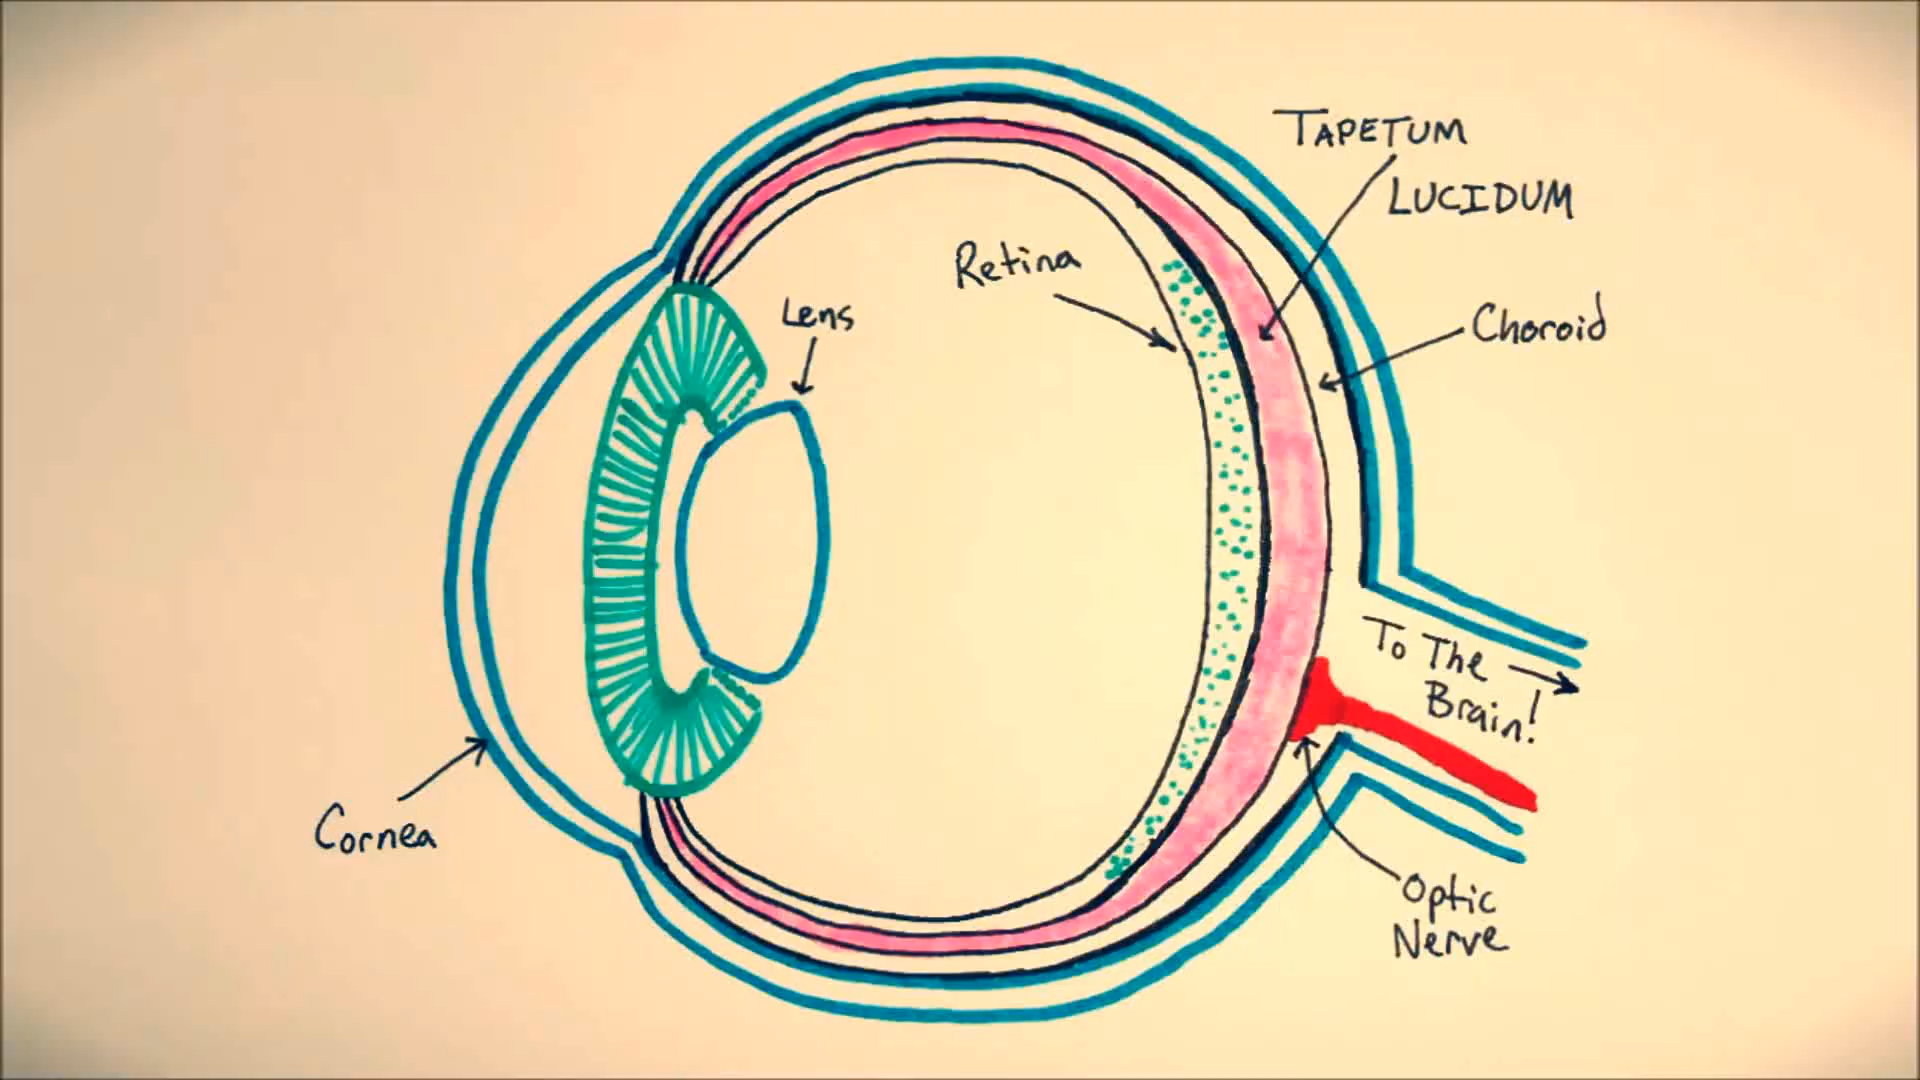 TAPETUM
LUCIDUM
Retina
Lens
Choroid
To The
Brain!
Cornea
Optic
Nerve